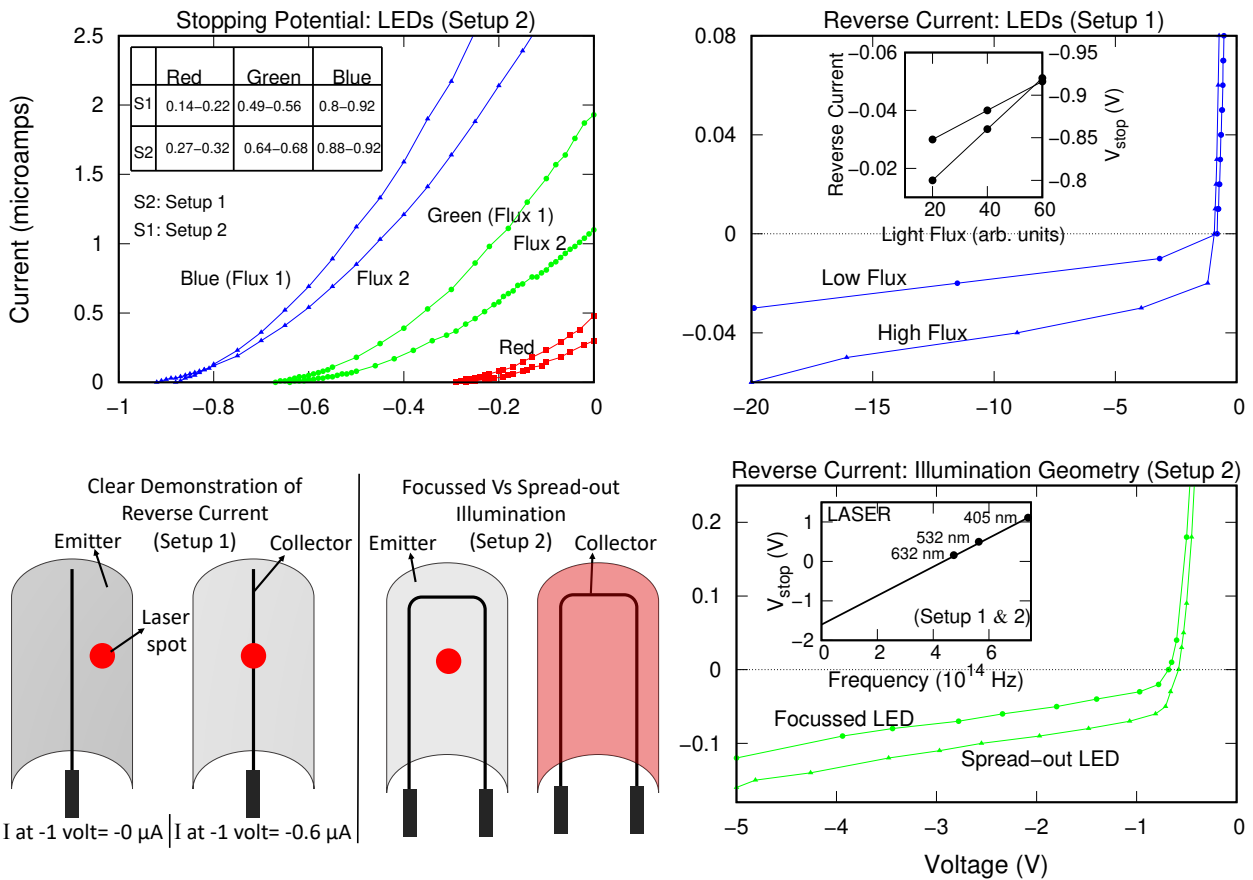 Stopping Potential: LEDs (Setup 2)
Current (microamps)
2.5
2
1.5
1
0.5
0
Red Green Blue
S1 0.14−0.22 0.49−0.56 0.8−0.92
S2 0.27−0.32 0.64−0.68 0.88−0.92
S2: Setup 1
S1: Setup 2
Green (Flux 1)
Flux 2
Blue (Flux 1)
Flux 2
Red
−1 −0.8 −0.6 −0.4 −0.2 0
Reverse Current: LEDs (Setup 1)
0.08
0.04
0
−0.04
−0.06
−0.04
−0.02
Reverse Current
−0.95
−0.9
−0.85
−0.8
V_stop (V)
20 40 60
Light Flux (arb. units)
Low Flux
High Flux
−20 −15 −10 −5 0
Clear Demonstration of
Reverse Current
(Setup 1)
Emitter
Collector
Laser
spot
I at -1 volt= -0 µA
I at -1 volt= -0.6 µA
Focussed Vs Spread-out
Illumination
(Setup 2)
Emitter
Collector
Reverse Current: Illumination Geometry (Setup 2)
0.2
0.1
0
−0.1
LASER
405 nm
532 nm
632 nm
V_stop (V)
1
0
−1
−2
(Setup 1 & 2)
0 2 4 6
Frequency (10^14 Hz)
Focussed LED
Spread−out LED
−5 −4 −3 −2 −1 0
Voltage (V)